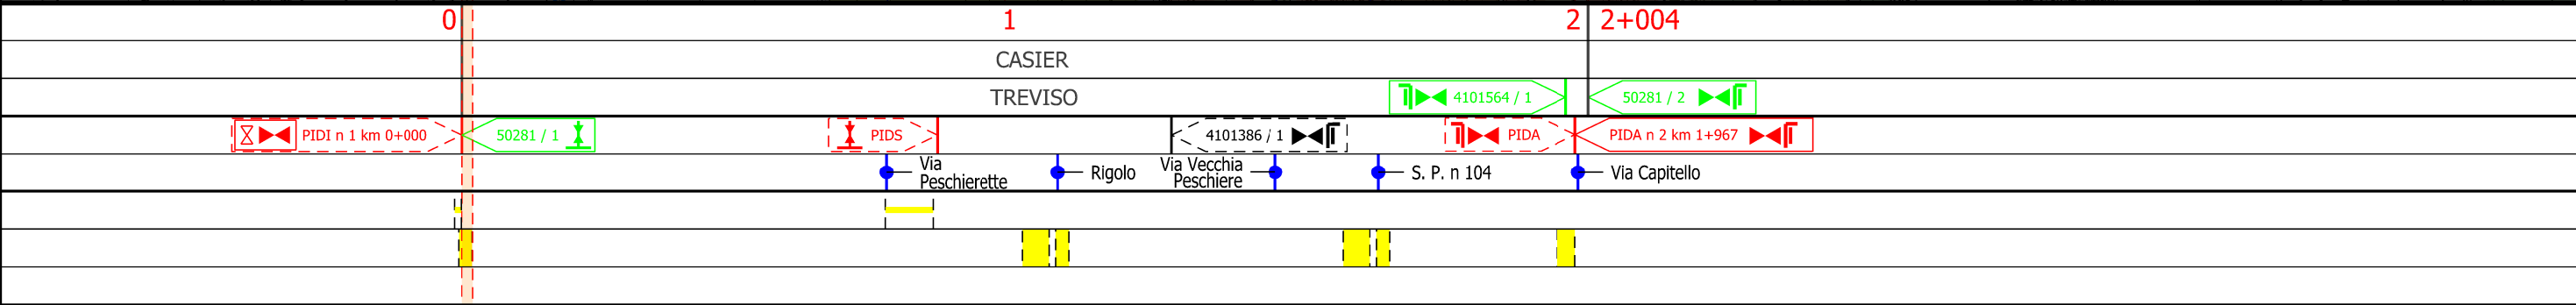 0 1 2 2+004
CASIER
TREVISO 4101564 / 1 50281 / 2
PIDI n 1 km 0+000 50281 / 1 PIDS 4101386 / 1 PIDA PIDA n 2 km 1+967
Via
Peschierette
Rigolo
Via Vecchia
Peschiere
S. P. n 104
Via Capitello